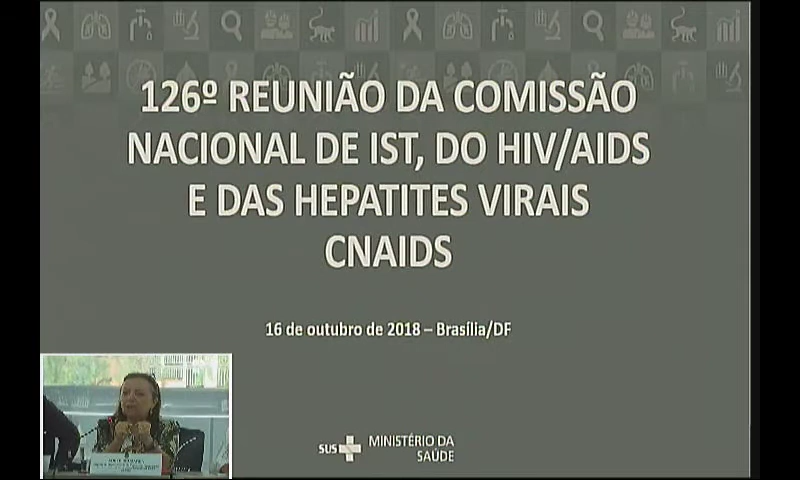 126º REUNIÃO DA COMISSÃO
NACIONAL DE IST, DO HIV/AIDS
E DAS HEPATITES VIRAIS
CNAIDS
16 de outubro de 2018 – Brasília/DF
SUS
MINISTÉRIO DA
SAÚDE